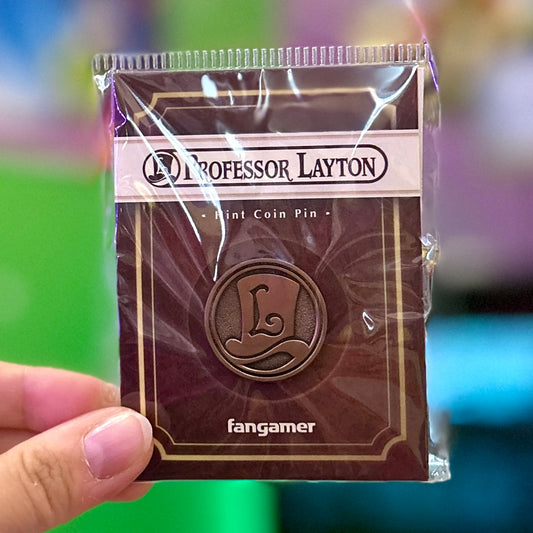 PROFESSOR LAYTON
- Hint Coin Pin -
L
fangamer